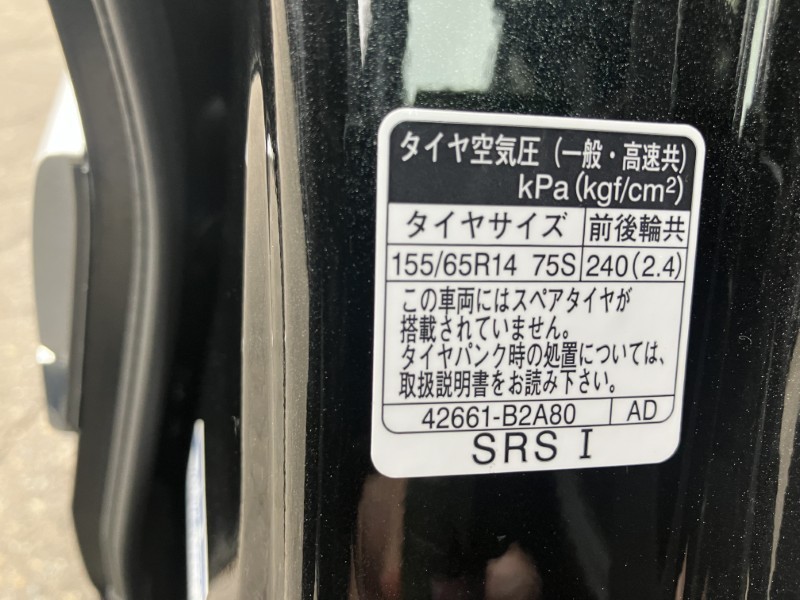 タイヤ空気圧（一般・高速共）
kPa(kgf/cm²)
タイヤサイズ 前後輪共
155/65R14 75S 240(2.4)
この車両にはスペアタイヤが
搭載されていません。
タイヤパンク時の処置については、
取扱説明書をお読み下さい。
42661-B2A80 AD
SRS I